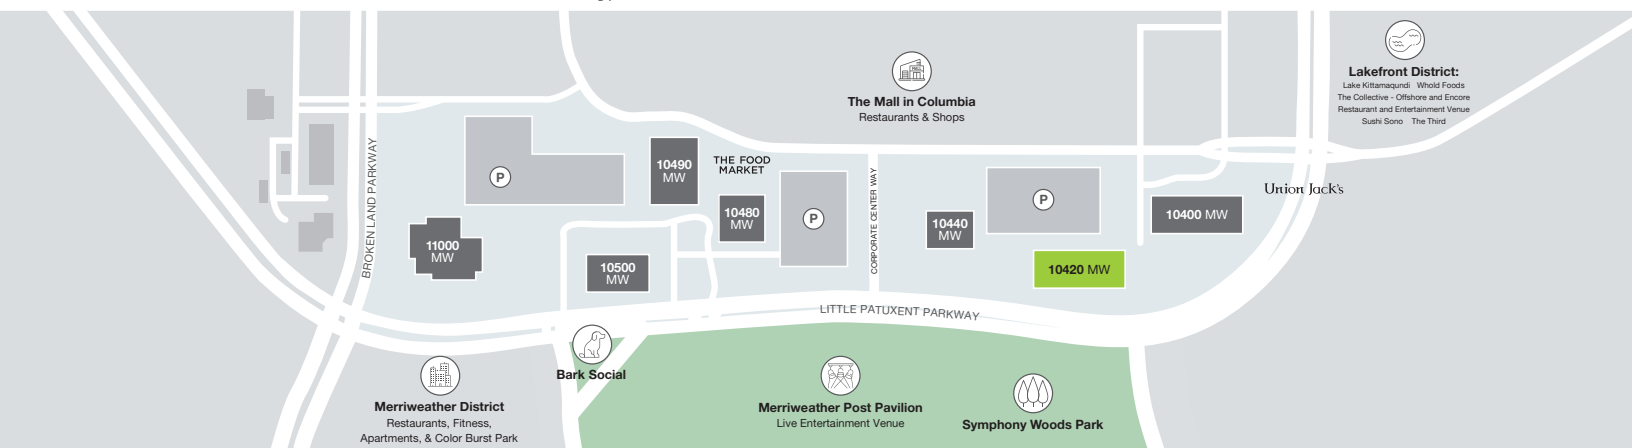 Lakefront District:
Lake Kittamaqundi Whold Foods
The Collective - Offshore and Encore
Restaurant and Entertainment Venue
Sushi Sono The Third
The Mall in Columbia
Restaurants & Shops
MALL
BROKEN LAND PARKWAY
P
10490
MW
THE FOOD
MARKET
10480
MW
P
CORPORATE CENTER WAY
P
Union Jack's
10400 MW
10440
MW
11000
MW
10500
MW
10420 MW
LITTLE PATUXENT PARKWAY
Bark Social
Merriweather District
Restaurants, Fitness,
Apartments, & Color Burst Park
Merriweather Post Pavilion
Live Entertainment Venue
Symphony Woods Park